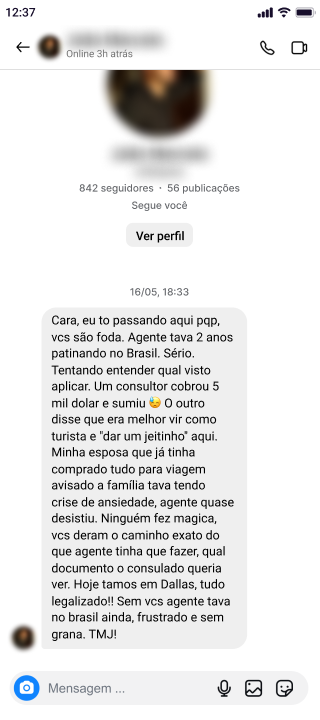 12:37
Online 3h atrás
842 seguidores · 56 publicações
Segue você
Ver perfil
16/05, 18:33
Cara, eu to passando aqui pqp,
vcs são foda. Agente tava 2 anos
patinando no Brasil. Sério.
Tentando entender qual visto
aplicar. Um consultor cobrou 5
mil dolar e sumiu 😓 O outro
disse que era melhor vir como
turista e "dar um jeitinho" aqui.
Minha esposa que já tinha
comprado tudo para viagem
avisado a família tava tendo
crise de ansiedade, agente quase
desistiu. Ninguém fez magica,
vcs deram o caminho exato do
que agente tinha que fazer, qual
documento o consulado queria
ver. Hoje tamos em Dallas, tudo
legalizado!! Sem vcs agente tava
no brasil ainda, frustrado e sem
grana. TMJ!
Mensagem ...